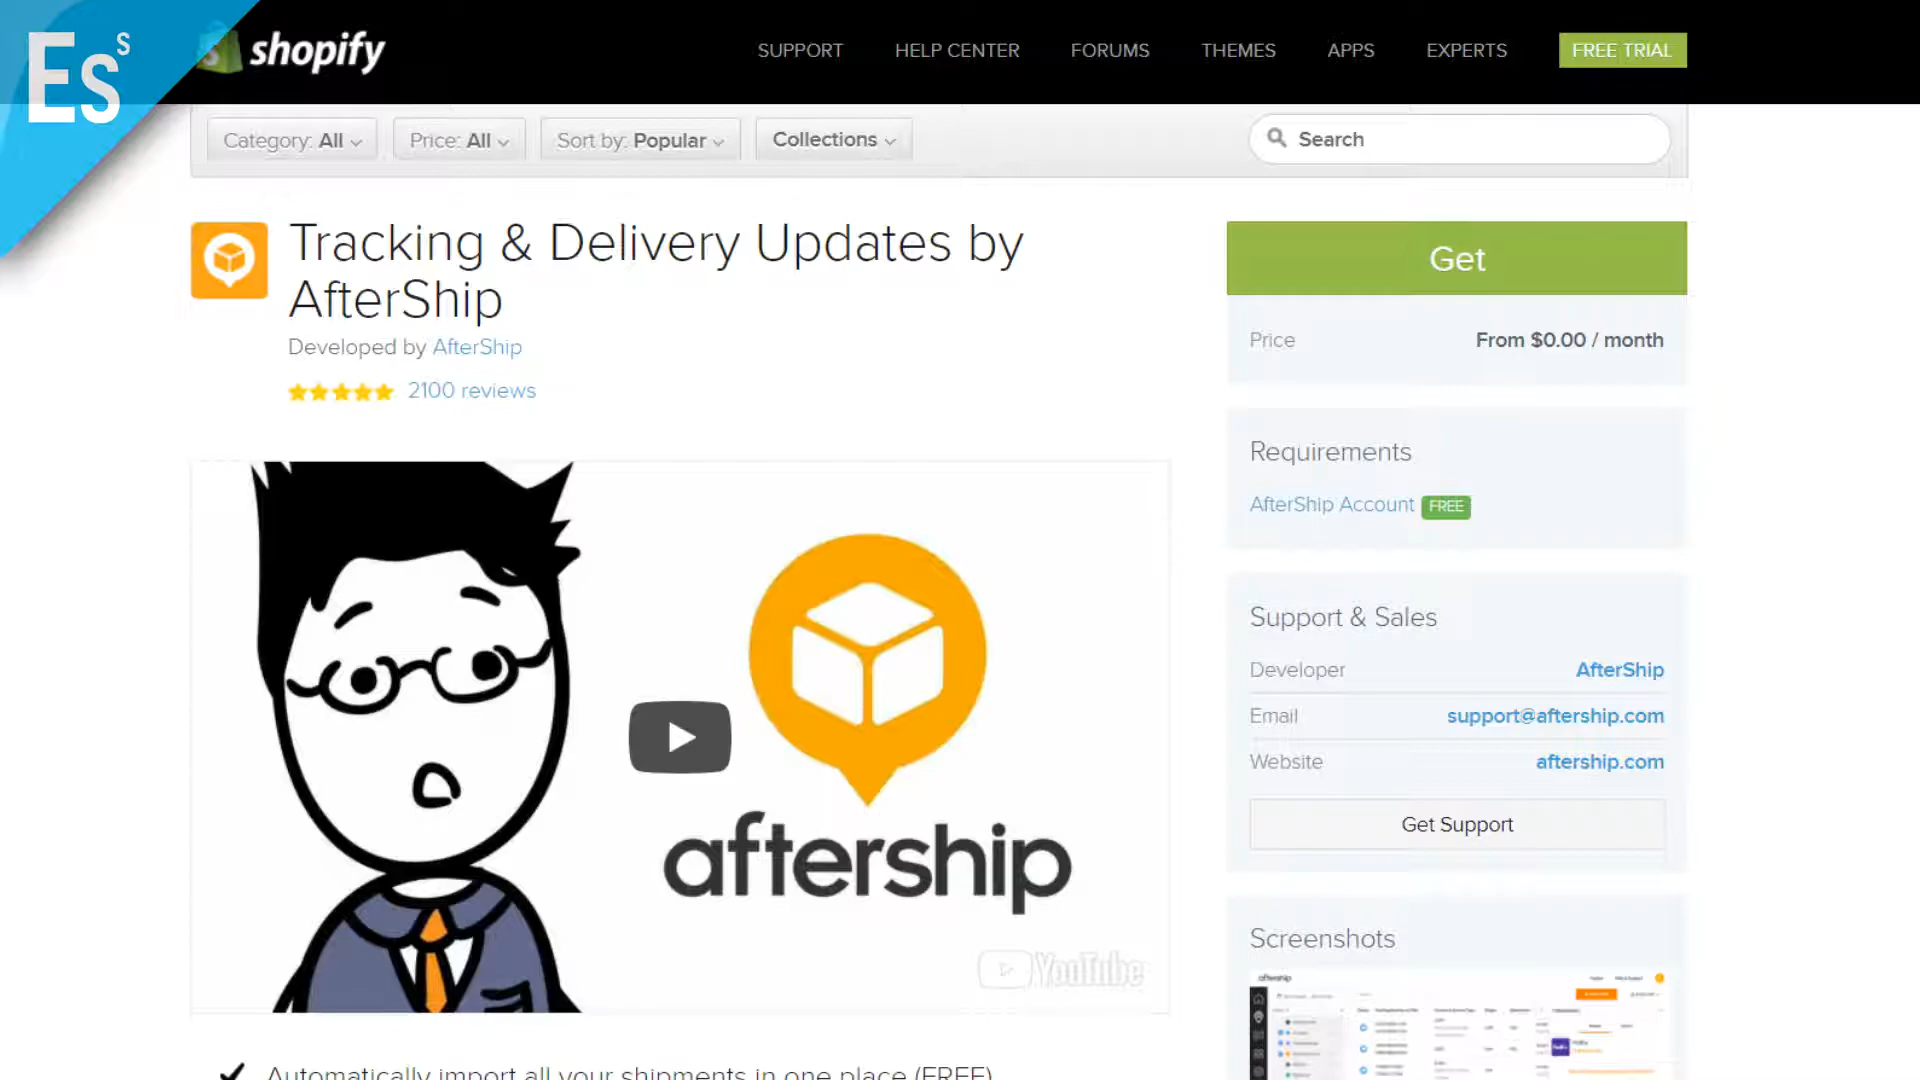 Es
s
shopify
SUPPORT HELP CENTER FORUMS THEMES APPS EXPERTS FREE TRIAL
Category: All Price: All Sort by: Popular Collections Search
Tracking & Delivery Updates by
AfterShip
Developed by AfterShip
2100 reviews
Get
Price From $0.00 / month
Requirements
AfterShip Account FREE
Support & Sales
Developer AfterShip
Email support@aftership.com
Website aftership.com
Get Support
aftership
YouTube
Screenshots
aftership
Automatically import all your shipments in one place (FREE)